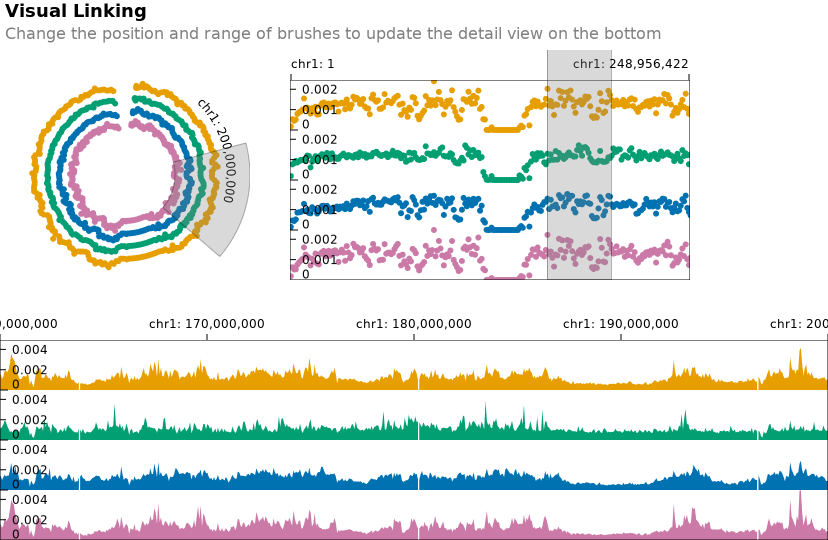 Visual Linking
Change the position and range of brushes to update the detail view on the bottom
chr1: 200,000,000
chr1: 1
chr1: 248,956,422
0.002
0.001
0
0.002
0.001
0
0.002
0.001
0
0.002
0.001
0
0,000,000
chr1: 170,000,000
chr1: 180,000,000
chr1: 190,000,000
chr1: 200
0.004
0.002
0
0.004
0.002
0
0.004
0.002
0
0.004
0.002
0